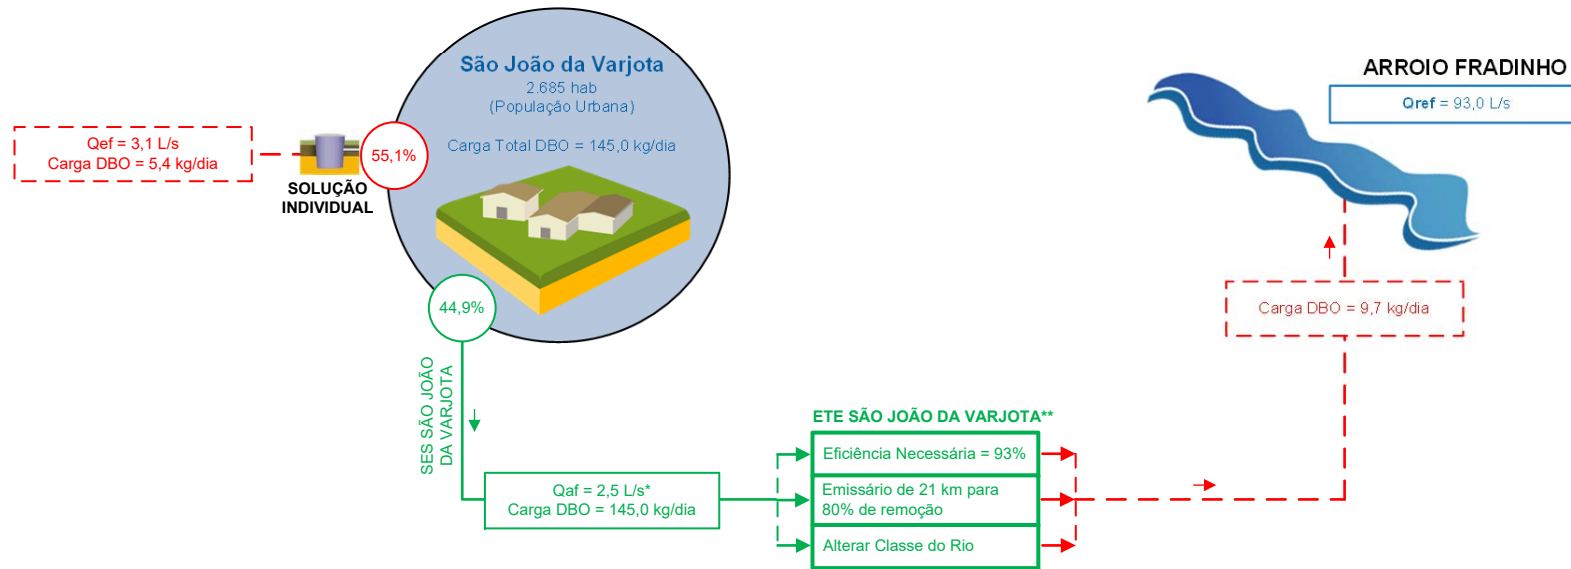 São João da Varjota
2.685 hab
(População Urbana)
Carga Total DBO = 145,0 kg/dia
Qef = 3,1 L/s
Carga DBO = 5,4 kg/dia
55,1%
SOLUÇÃO
INDIVIDUAL
44,9%
SES SÃO JOÃO
DA VARJOTA
Qaf = 2,5 L/s*
Carga DBO = 145,0 kg/dia
ETE SÃO JOÃO DA VARJOTA**
Eficiência Necessária = 93%
Emissário de 21 km para
80% de remoção
Alterar Classe do Rio
Carga DBO = 9,7 kg/dia
ARROIO FRADINHO
Qref = 93,0 L/s